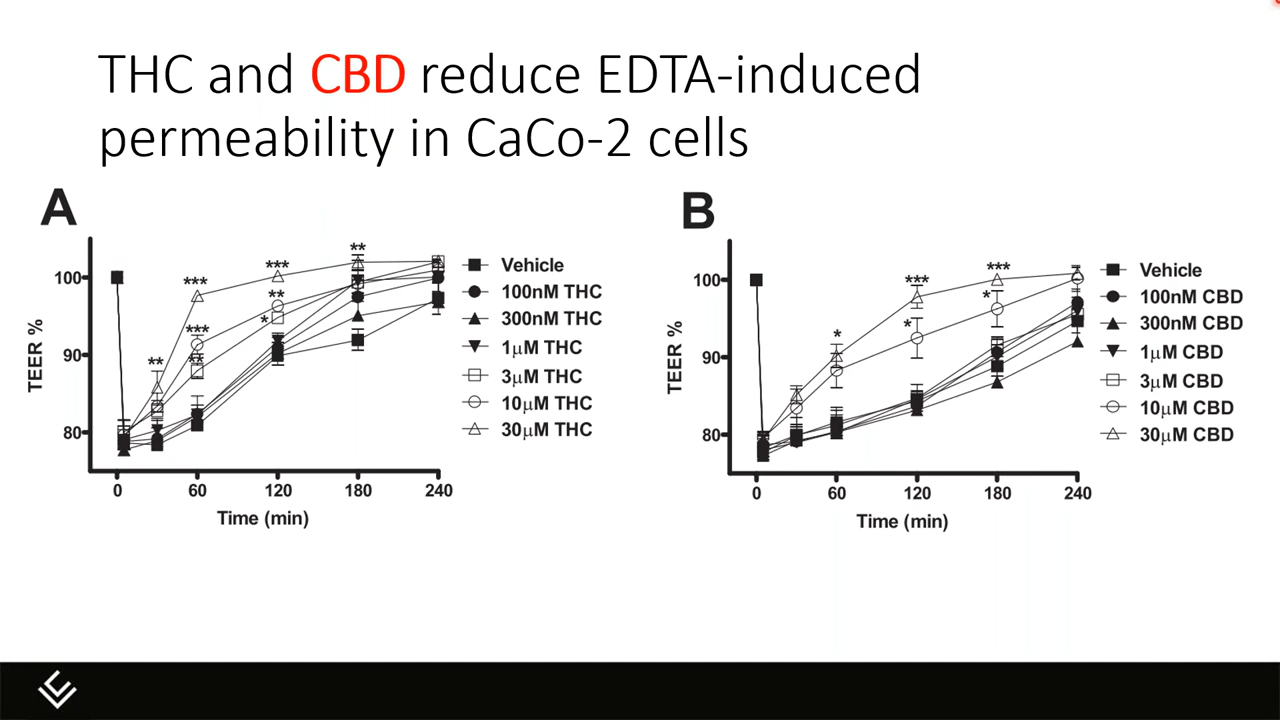 THC and CBD reduce EDTA-induced
permeability in CaCo-2 cells
A
TEER %
100
90
80
0 60 120 180 240
Time (min)
**
***
***
**
***
**
*
**
Vehicle
100nM THC
300nM THC
1μM THC
3μM THC
10μM THC
30μM THC
B
TEER %
100
90
80
0 60 120 180 240
Time (min)
*
***
*
***
*
Vehicle
100nM CBD
300nM CBD
1μM CBD
3μM CBD
10μM CBD
30μM CBD